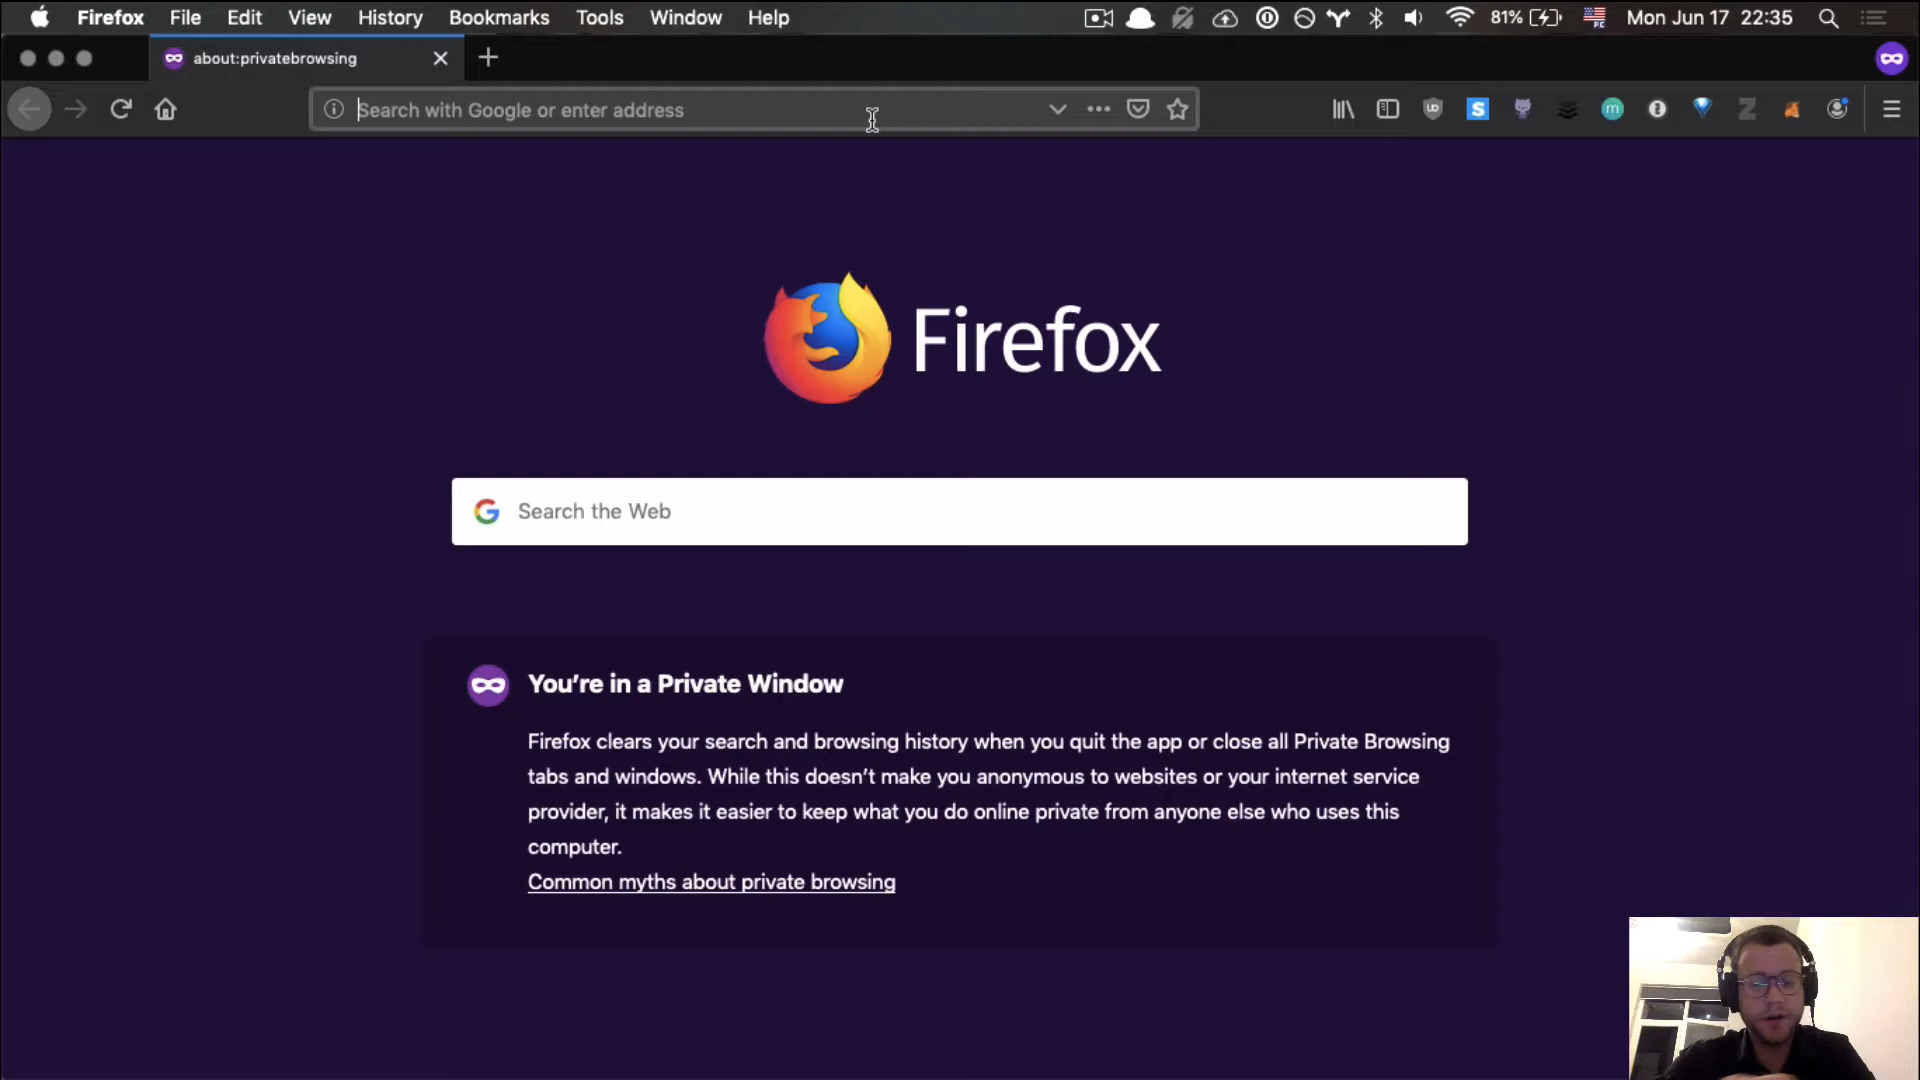 Firefox File Edit View History Bookmarks Tools Window Help 81% Mon Jun 17 22:35
about:privatebrowsing
Search with Google or enter address
Firefox
Search the Web
You're in a Private Window
Firefox clears your search and browsing history when you quit the app or close all Private Browsing
tabs and windows. While this doesn't make you anonymous to websites or your internet service
provider, it makes it easier to keep what you do online private from anyone else who uses this
computer.
Common myths about private browsing